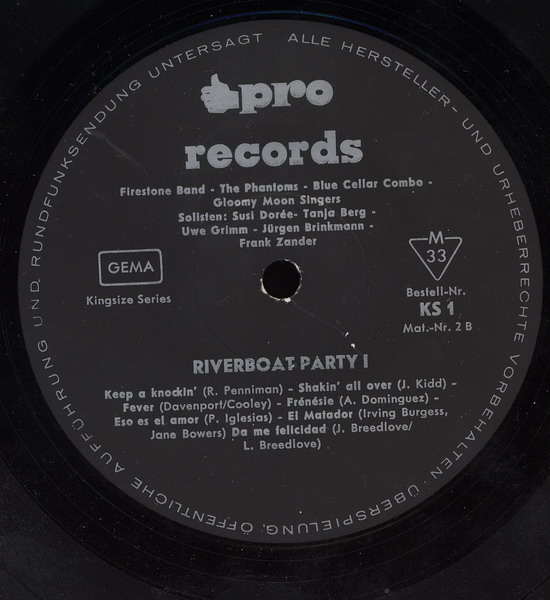 ALLE HERSTELLER- UND URHEBERRECHTE VORBEHALTEN ÜBERSPIELUNG, ÖFFENTLICHE AUFFÜHRUNG UND RUNDFUNKSENDUNG UNTERSAGT
pro
records
Firestone Band - The Phantoms - Blue Cellar Combo -
Gloomy Moon Singers
Solisten: Susi Dorée- Tanja Berg -
Uwe Grimm - Jürgen Brinkmann -
Frank Zander
GEMA
Kingsize Series
M
33
Bestell-Nr.
KS 1
Mat.-Nr. 2 B
RIVERBOAT PARTY I
Keep a knockin' (R. Penniman) - Shakin' all over (J. Kidd) -
Fever (Davenport/Cooley) - Frénésie (A. Dominguez) -
Eso es el amor (P. Iglesias) - El Matador (Irving Burgess,
Jane Bowers) Da me felicidad (J. Breedlove/
L. Breedlove)